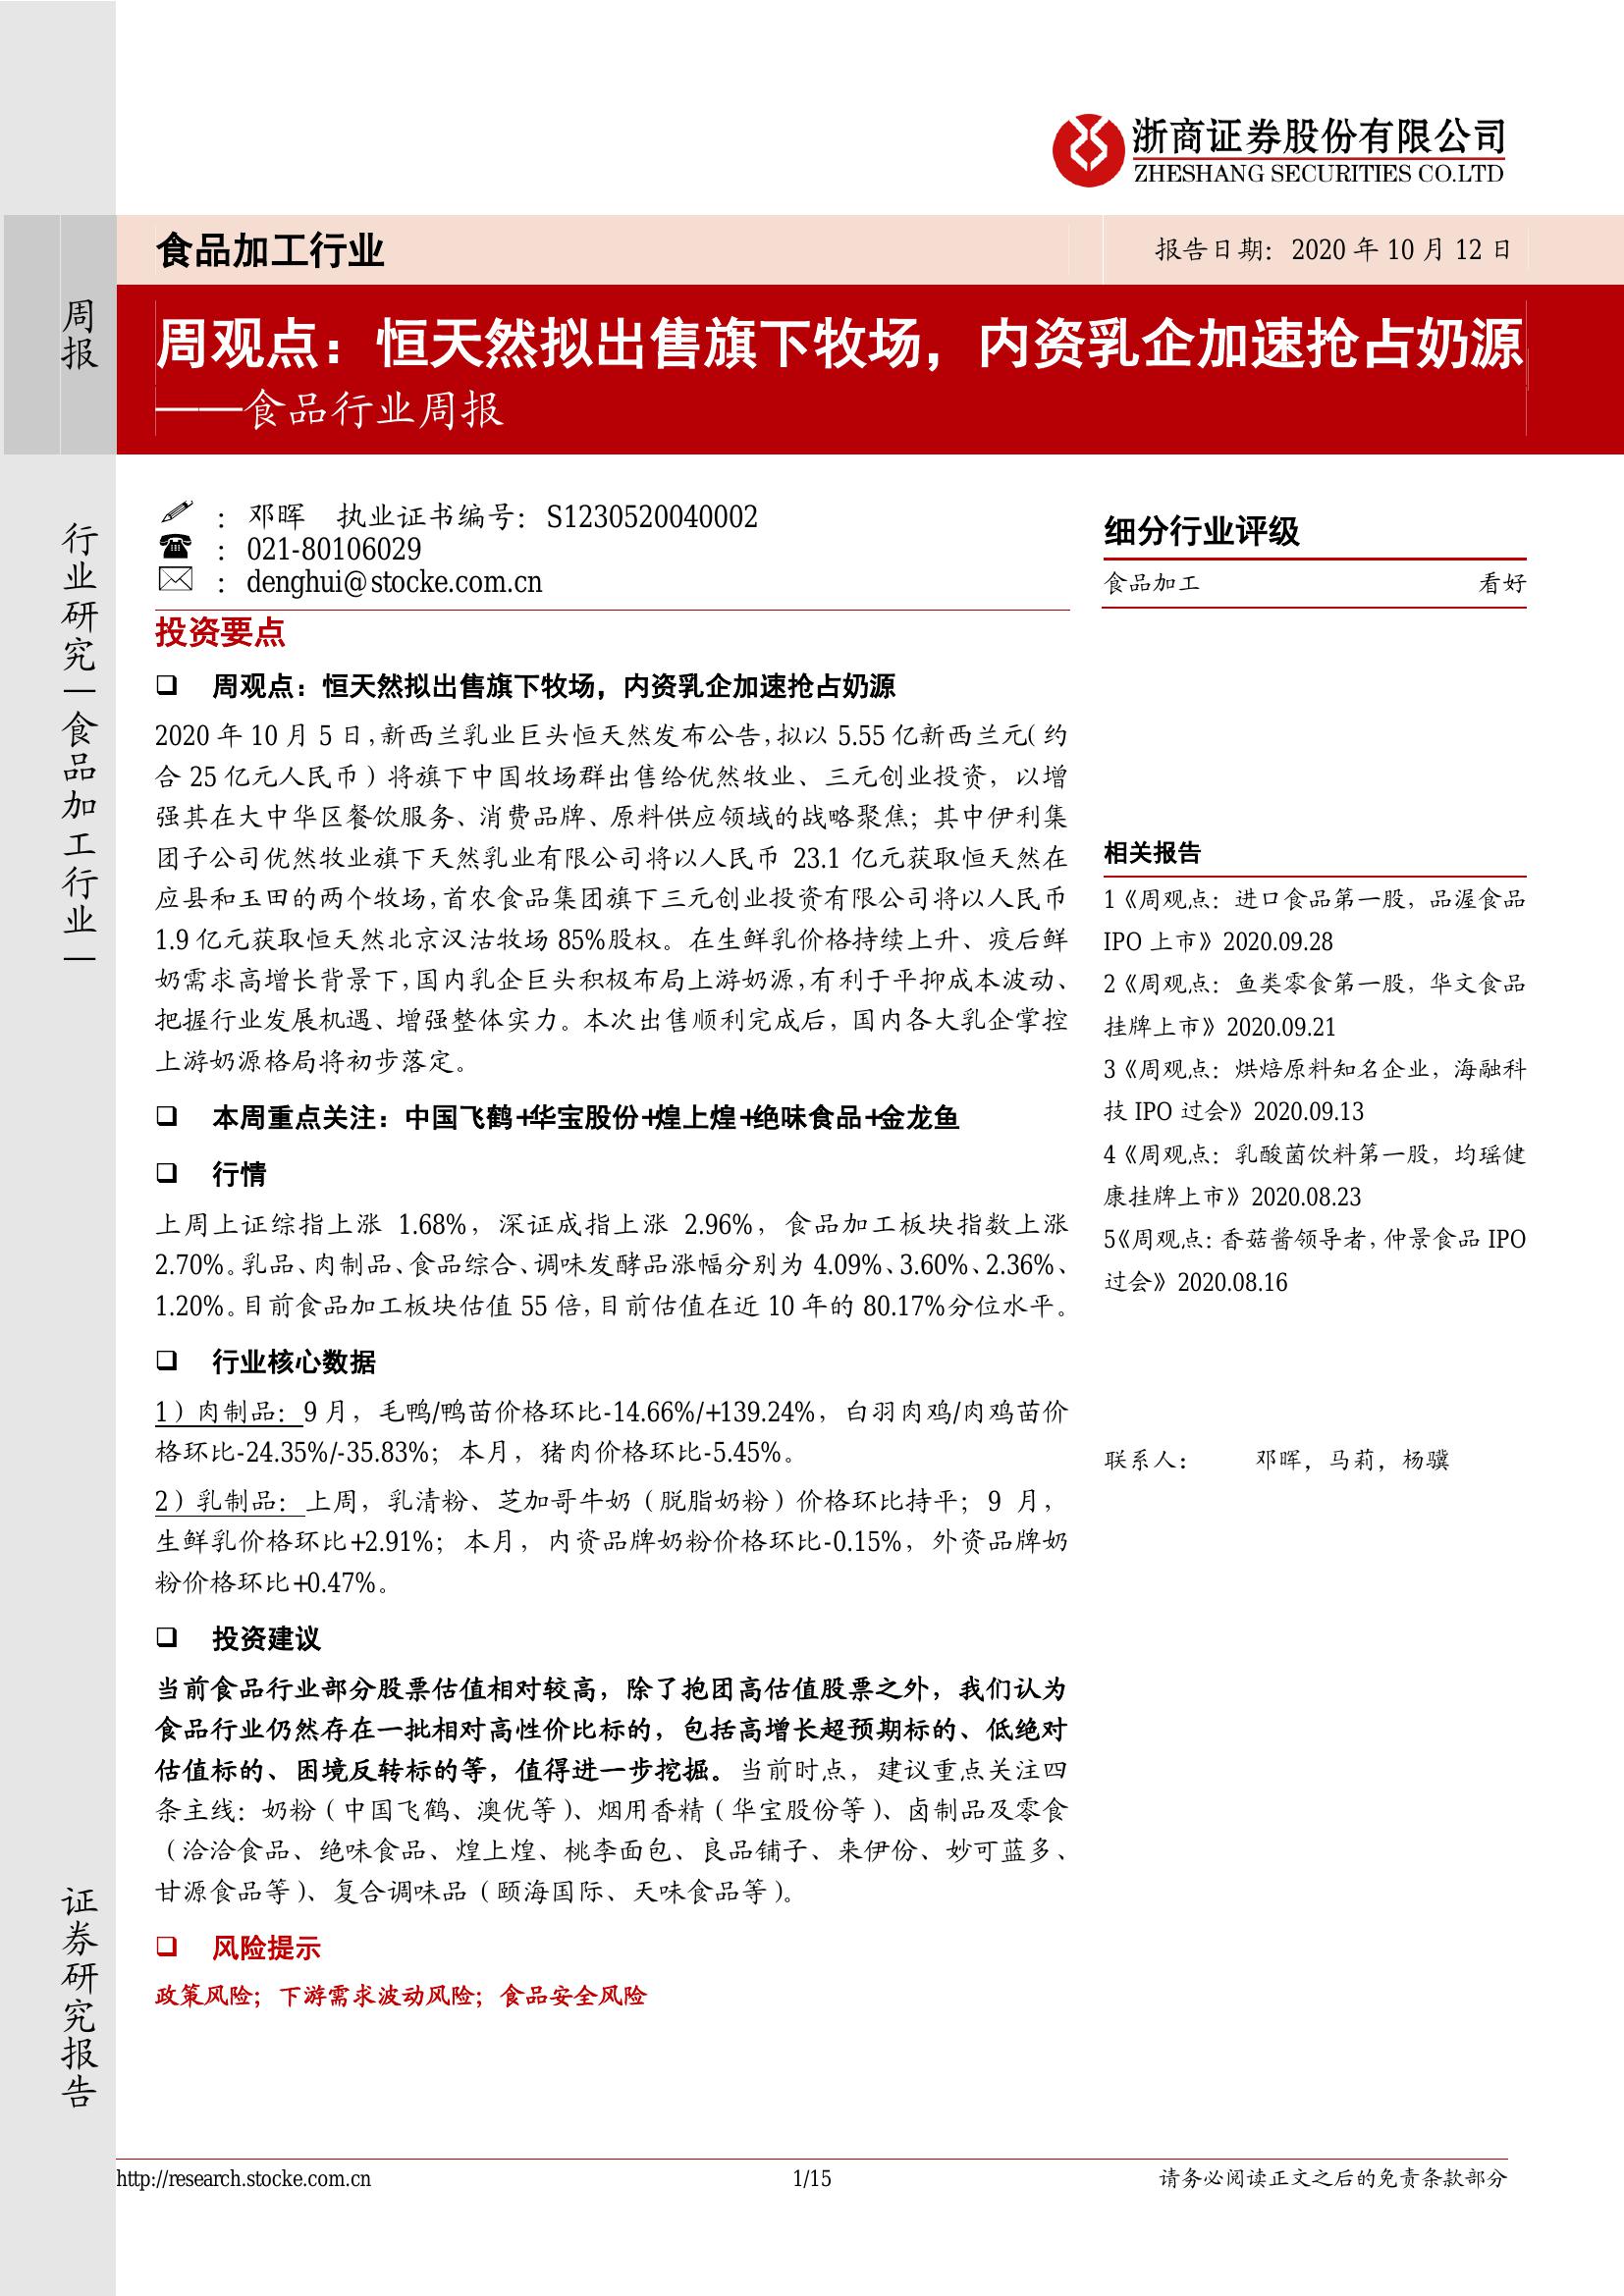 浙商证券股份有限公司
ZHESHANG SECURITIES CO.LTD
周报
行业研究—食品加工行业—
证券研究报告
食品加工行业
报告日期：2020 年 10 月 12 日
周观点：恒天然拟出售旗下牧场，内资乳企加速抢占奶源
——食品行业周报
： 邓晖 执业证书编号：S1230520040002
： 021-80106029
： denghui@stocke.com.cn
投资要点
周观点：恒天然拟出售旗下牧场，内资乳企加速抢占奶源
2020 年 10 月 5 日，新西兰乳业巨头恒天然发布公告，拟以 5.55 亿新西兰元（约
合 25 亿元人民币）将旗下中国牧场群出售给优然牧业、三元创业投资，以增
强其在大中华区餐饮服务、消费品牌、原料供应领域的战略聚焦；其中伊利集
团子公司优然牧业旗下天然乳业有限公司将以人民币 23.1 亿元获取恒天然在
应县和玉田的两个牧场，首农食品集团旗下三元创业投资有限公司将以人民币
1.9 亿元获取恒天然北京汉沽牧场 85%股权。在生鲜乳价格持续上升、疫后鲜
奶需求高增长背景下，国内乳企巨头积极布局上游奶源，有利于平抑成本波动、
把握行业发展机遇、增强整体实力。本次出售顺利完成后，国内各大乳企掌控
上游奶源格局将初步落定。
本周重点关注：中国飞鹤+华宝股份+煌上煌+绝味食品+金龙鱼
行情
上周上证综指上涨 1.68%，深证成指上涨 2.96%，食品加工板块指数上涨
2.70%。乳品、肉制品、食品综合、调味发酵品涨幅分别为 4.09%、3.60%、2.36%、
1.20%。目前食品加工板块估值 55 倍，目前估值在近 10 年的 80.17%分位水平。
行业核心数据
1）肉制品：9 月，毛鸭/鸭苗价格环比-14.66%/+139.24%，白羽肉鸡/肉鸡苗价
格环比-24.35%/-35.83%；本月，猪肉价格环比-5.45%。
2）乳制品：上周，乳清粉、芝加哥牛奶（脱脂奶粉）价格环比持平；9 月，
生鲜乳价格环比+2.91%；本月，内资品牌奶粉价格环比-0.15%，外资品牌奶
粉价格环比+0.47%。
投资建议
当前食品行业部分股票估值相对较高，除了抱团高估值股票之外，我们认为
食品行业仍然存在一批相对高性价比标的，包括高增长超预期标的、低绝对
估值标的、困境反转标的等，值得进一步挖掘。当前时点，建议重点关注四
条主线：奶粉（中国飞鹤、澳优等）、烟用香精（华宝股份等）、卤制品及零食
（洽洽食品、绝味食品、煌上煌、桃李面包、良品铺子、来伊份、妙可蓝多、
甘源食品等）、复合调味品（颐海国际、天味食品等）。
风险提示
政策风险；下游需求波动风险；食品安全风险
细分行业评级
食品加工 看好
相关报告
1《周观点：进口食品第一股，品渥食品
IPO 上市》2020.09.28
2《周观点：鱼类零食第一股，华文食品
挂牌上市》2020.09.21
3《周观点：烘焙原料知名企业，海融科
技 IPO 过会》2020.09.13
4《周观点：乳酸菌饮料第一股，均瑶健
康挂牌上市》2020.08.23
5《周观点：香菇酱领导者，仲景食品 IPO
过会》2020.08.16
联系人： 邓晖，马莉，杨骥
http://research.stocke.com.cn 1/15 请务必阅读正文之后的免责条款部分